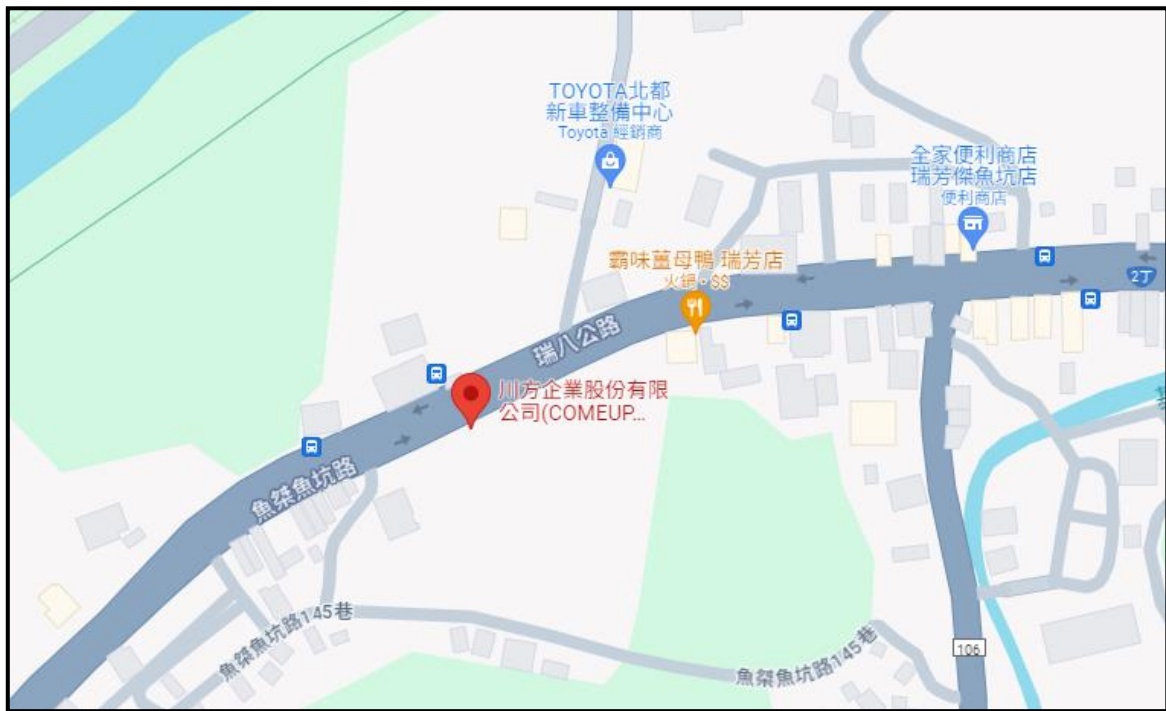 TOYOTA北都
新車整備中心
Toyota 經銷商
全家便利商店
瑞芳傑魚坑店
便利商店
霸味薑母鴨 瑞芳店
火鍋・$$
2丁
瑞八公路
川方企業股份有限
公司(COMEUP...
魚桀魚坑路
魚桀魚坑路145巷
魚桀魚坑路145巷
106